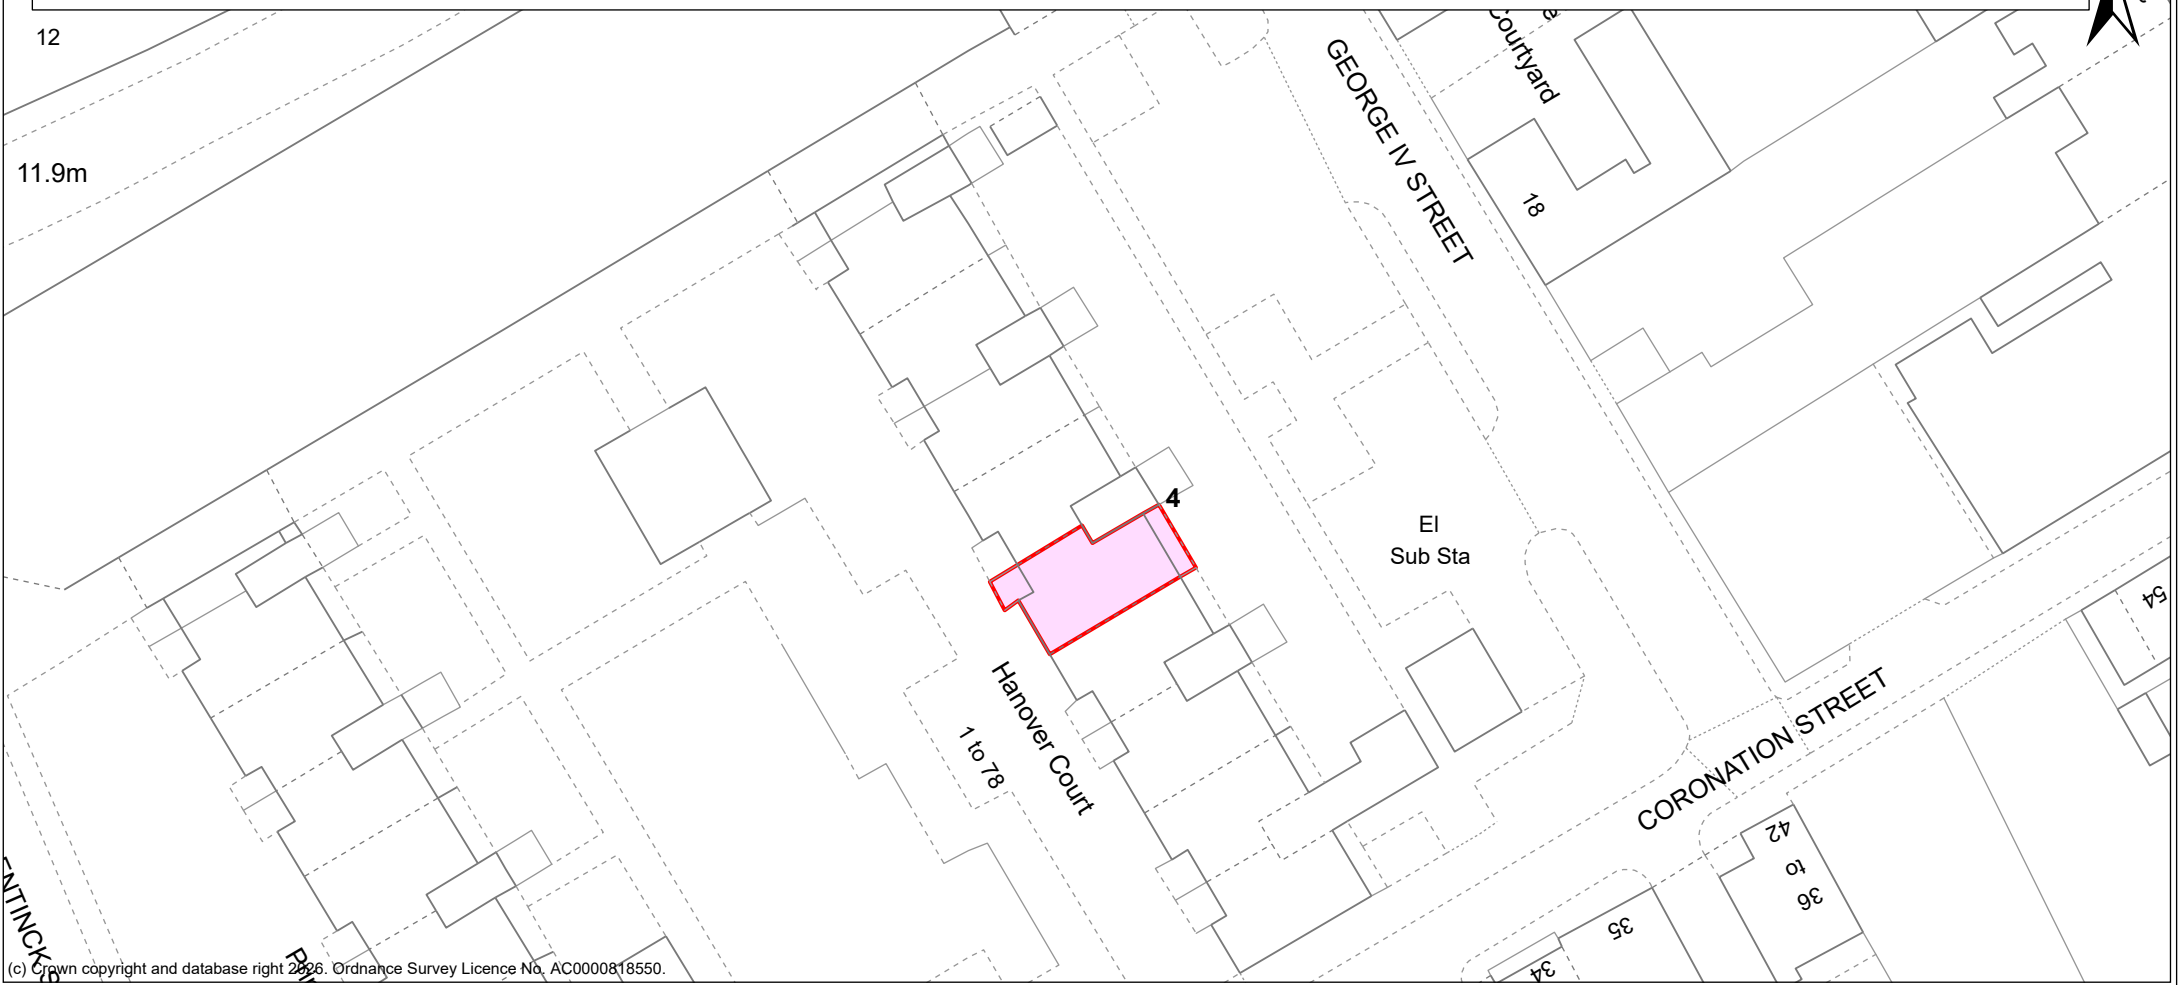 12
11.9m
Courtyard
GEORGE IV STREET
18
4
El
Sub Sta
Hanover Court
1 to 78
CORONATION STREET
54
42
to
36
35
34
(c) Crown copyright and database right 2026. Ordnance Survey Licence No. AC0000818550.